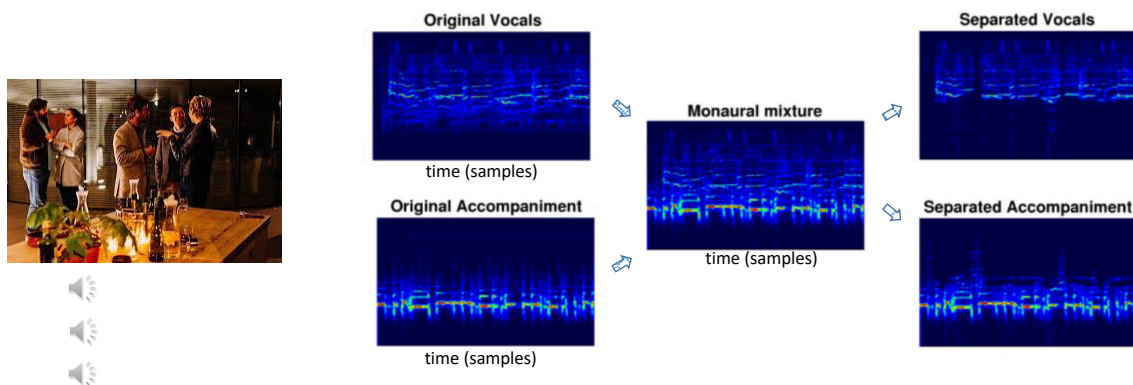 Original Vocals
time (samples)
Original Accompaniment
time (samples)
Monaural mixture
time (samples)
Separated Vocals
Separated Accompaniment